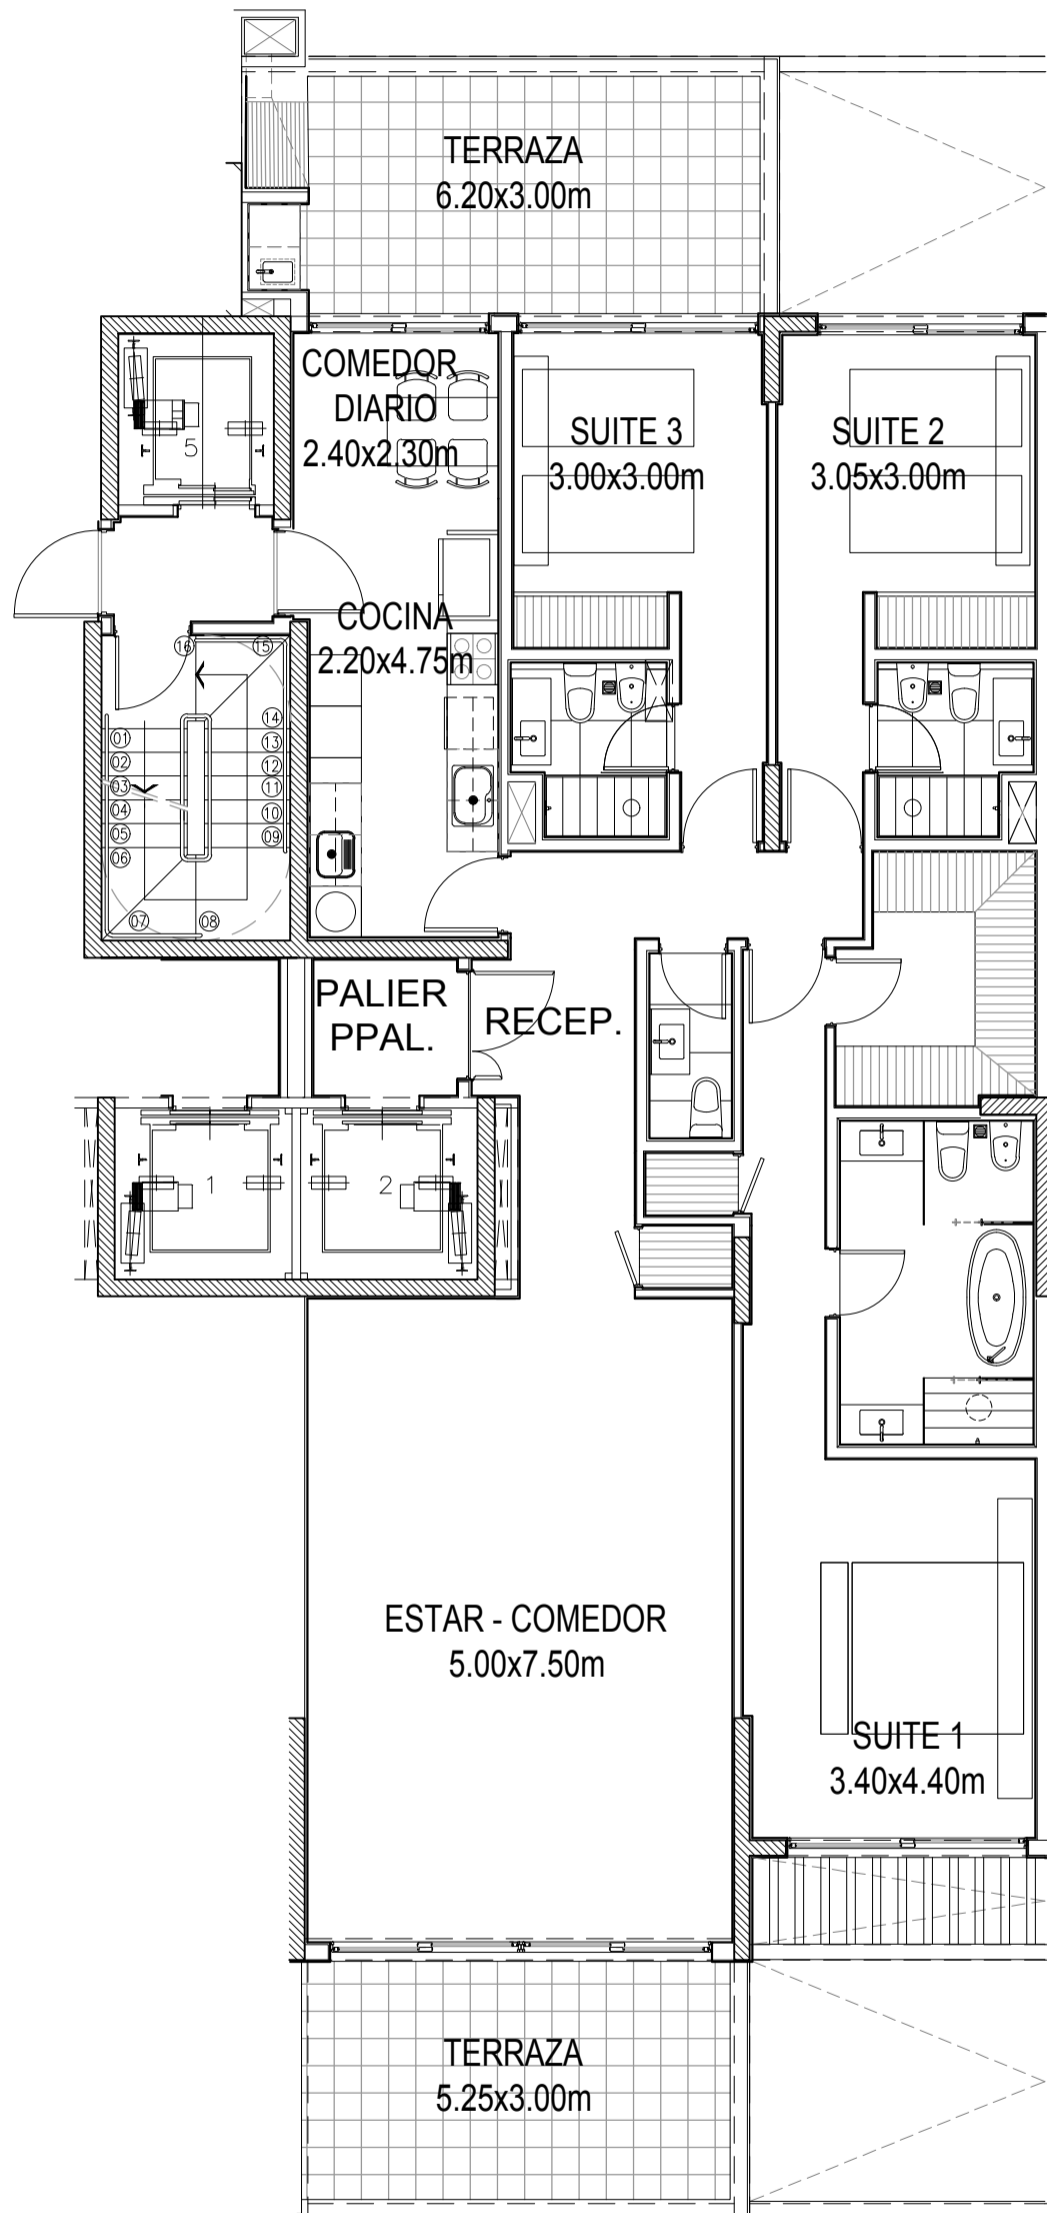 TERRAZA
6.20x3.00m
COMEDOR
DIARIO
2.40x2.30m
SUITE 3
3.00x3.00m
SUITE 2
3.05x3.00m
5
COCINA
2.20x4.75m
16
15
14
13
12
11
10
09
01
02
03
04
05
06
07
08
PALIER
PPAL.
RECEP.
1
2
ESTAR - COMEDOR
5.00x7.50m
SUITE 1
3.40x4.40m
TERRAZA
5.25x3.00m